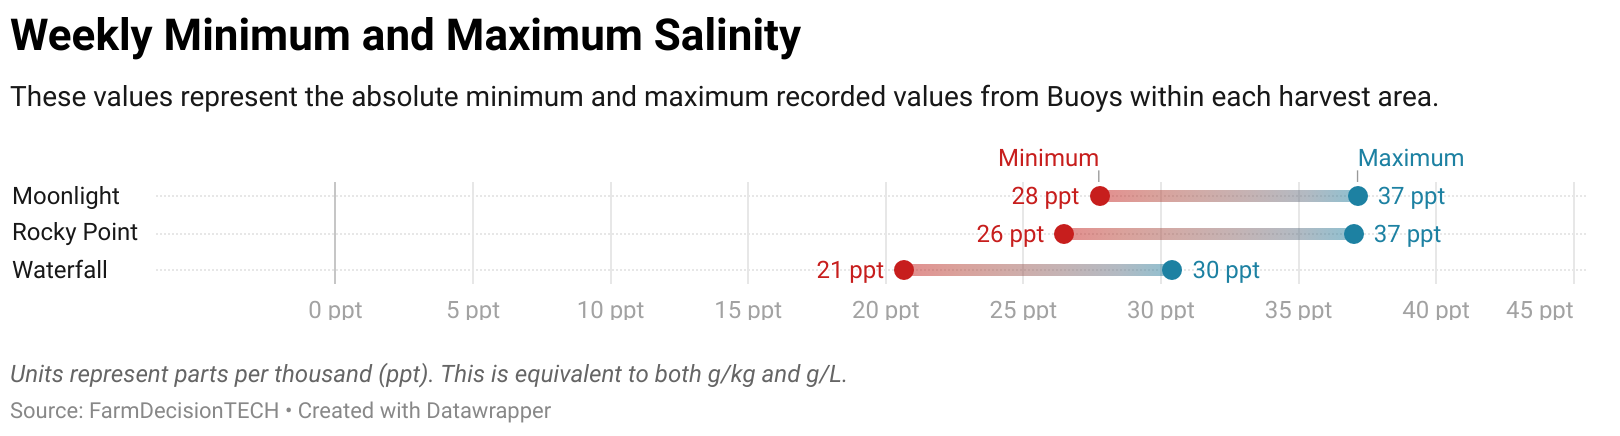 Weekly Minimum and Maximum Salinity
These values represent the absolute minimum and maximum recorded values from Buoys within each harvest area.
Minimum Maximum
Moonlight 28 ppt 37 ppt
Rocky Point 26 ppt 37 ppt
Waterfall 21 ppt 30 ppt
0 ppt 5 ppt 10 ppt 15 ppt 20 ppt 25 ppt 30 ppt 35 ppt 40 ppt 45 ppt
Units represent parts per thousand (ppt). This is equivalent to both g/kg and g/L.
Source: FarmDecisionTECH • Created with Datawrapper